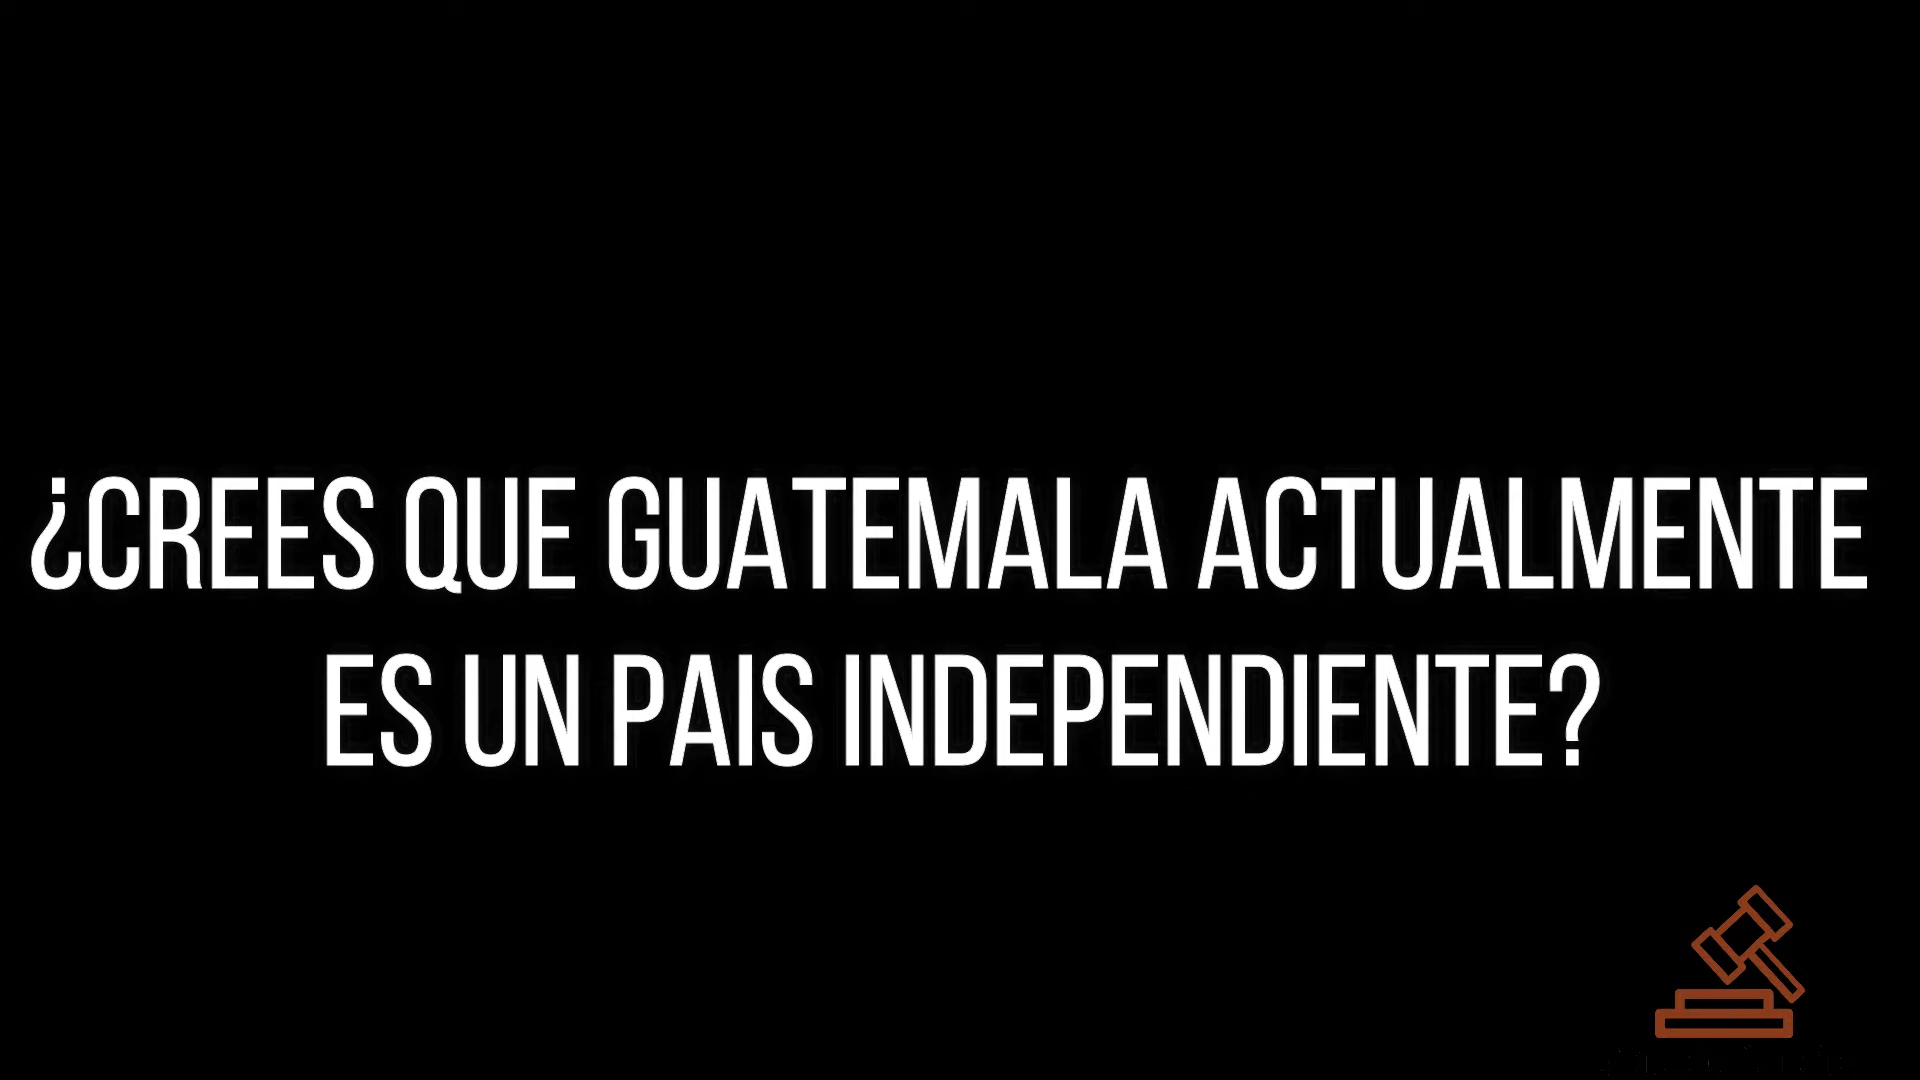 ¿CREES QUE GUATEMALA ACTUALMENTE
ES UN PAIS INDEPENDIENTE?